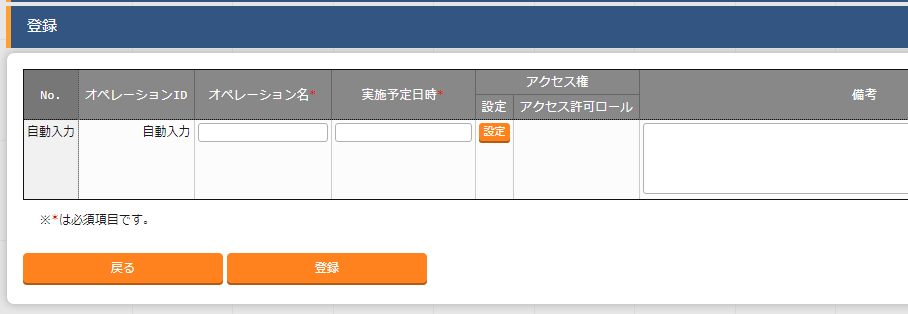 登録
No. オペレーションID オペレーション名* 実施予定日時* アクセス権 備考
設定 アクセス許可ロール
自動入力 自動入力 設定
※*は必須項目です。
戻る 登録